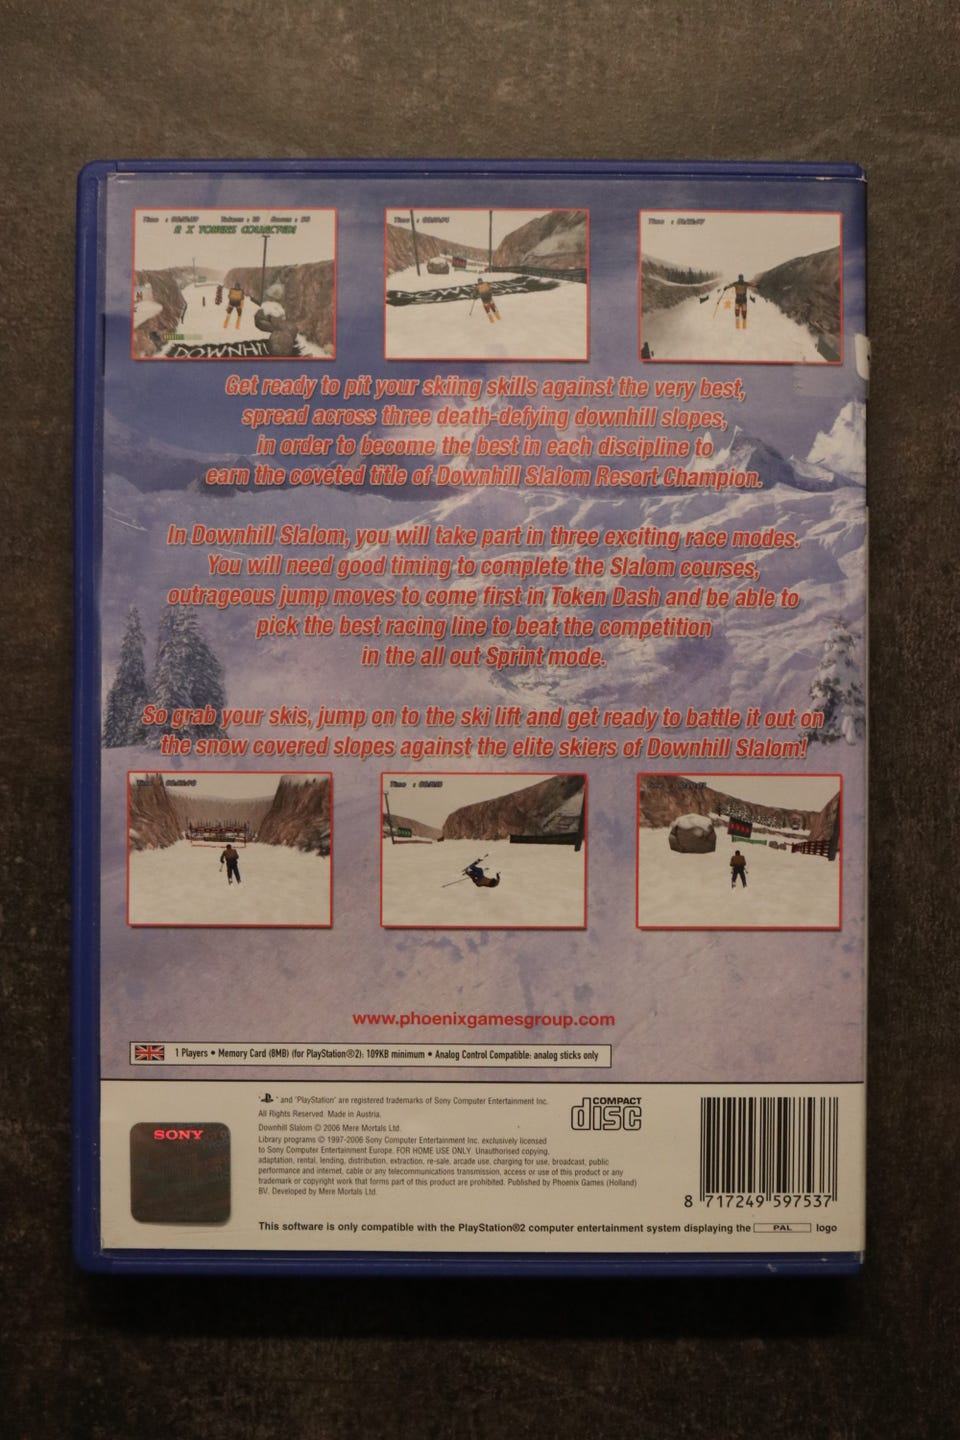 2 X TOKENS COLLECTED!
DOWNHIL
Get ready to pit your skiing skills against the very best,
spread across three death-defying downhill slopes,
in order to become the best in each discipline to
earn the coveted title of Downhill Slalom Resort Champion.
In Downhill Slalom, you will take part in three exciting race modes.
You will need good timing to complete the Slalom courses,
outrageous jump moves to come first in Token Dash and be able to
pick the best racing line to beat the competition
in the all out Sprint mode.
So grab your skis, jump on to the ski lift and get ready to battle it out on
the snow covered slopes against the elite skiers of Downhill Slalom!
www.phoenixgamesgroup.com
1 Players • Memory Card (8MB) (for PlayStation®2): 109KB minimum • Analog Control Compatible: analog sticks only
" " and "PlayStation" are registered trademarks of Sony Computer Entertainment Inc.
All Rights Reserved. Made in Austria.
Downhill Slalom © 2006 Mere Mortals Ltd.
Library programs © 1997-2006 Sony Computer Entertainment Inc. exclusively licensed
to Sony Computer Entertainment Europe. FOR HOME USE ONLY. Unauthorised copying,
adaptation, rental, lending, distribution, extraction, re-sale, arcade use, charging for use, broadcast, public
performance and internet, cable or any telecommunications transmission, access or use of this product or any
trademark or copyright work that forms part of this product are prohibited. Published by Phoenix Games (Holland)
BV. Developed by Mere Mortals Ltd.
COMPACT
disc
SONY
8 717249 597537
This software is only compatible with the PlayStation®2 computer entertainment system displaying the PAL logo